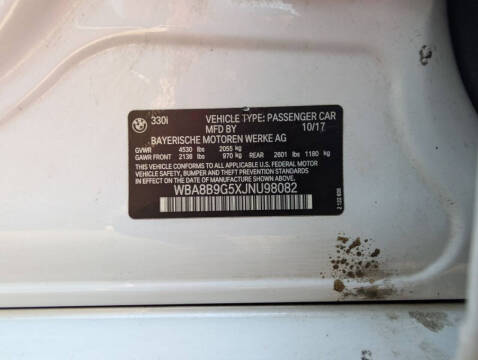 330i VEHICLE TYPE: PASSENGER CAR
MFD BY 10/17
BAYERISCHE MOTOREN WERKE AG
GVWR 4530 lbs 2055 kg
GAWR FRONT 2138 lbs 970 kg REAR 2601 lbs 1180 kg
THIS VEHICLE CONFORMS TO ALL APPLICABLE
FEDERAL MOTOR VEHICLE SAFETY, BUMPER,
AND THEFT PREVENTION STANDARDS IN EFFECT
ON THE DATE OF MANUFACTURE SHOWN ABOVE.
WBA8B9G5XJNU98082